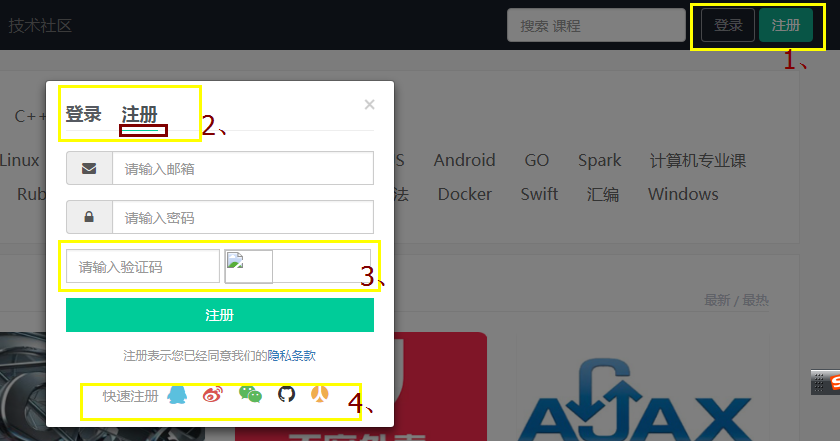 技术社区
搜索 课程
登录
注册
1、
登录 注册
×
2、
C++
Linux
S
Android
GO
Spark
计算机专业课
Rub
法
Docker
Swift
汇编
Windows
请输入邮箱
请输入密码
请输入验证码
3、
注册
最新 / 最热
注册表示您已经同意我们的隐私条款
快速注册
4、
AJAX